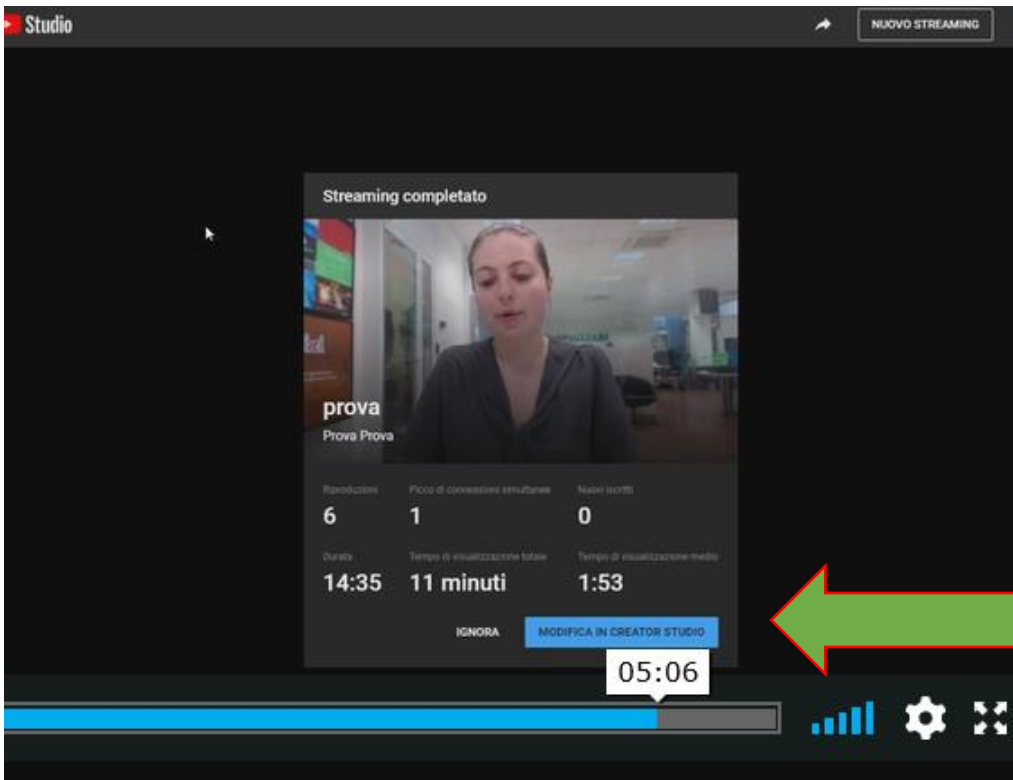 Studio
NUOVO STREAMING
Streaming completato
prova
Prova Prova
Riproduzioni Picco di connessioni simultanee Nuovi iscritti
6 1 0
Durata Tempo di visualizzazione totale Tempo di visualizzazione medio
14:35 11 minuti 1:53
IGNORA MODIFICA IN CREATOR STUDIO
05:06